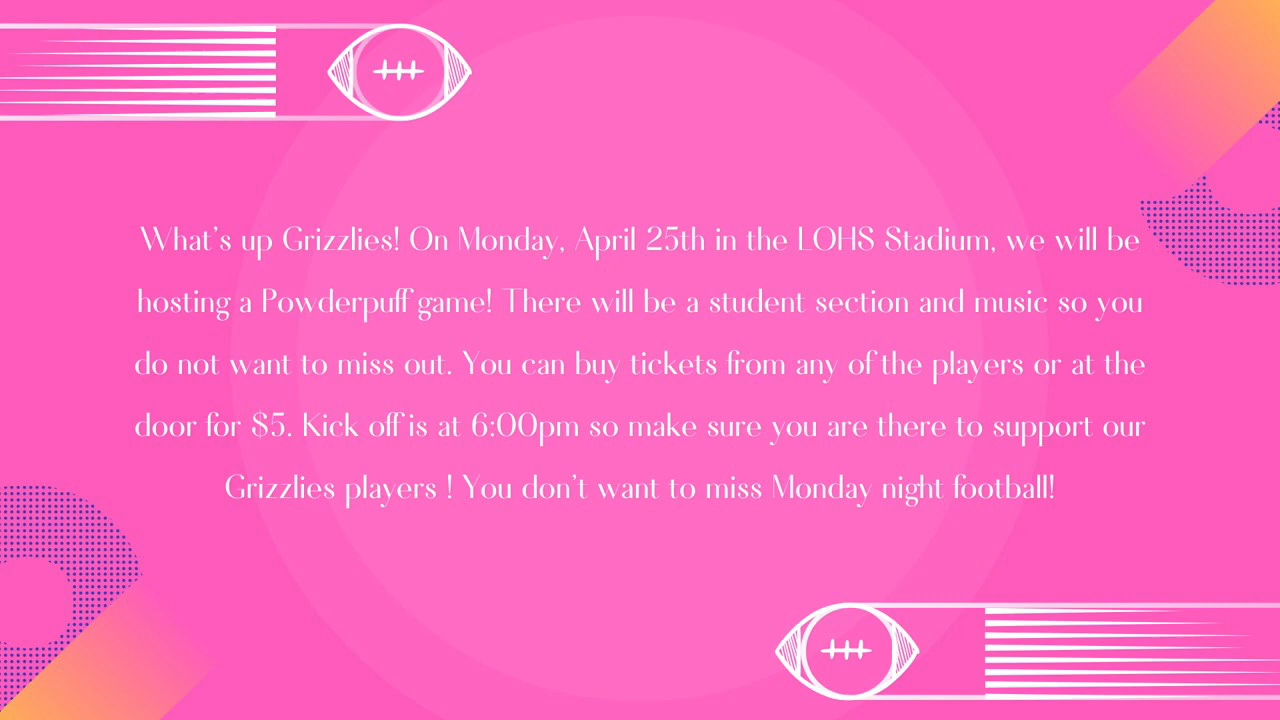 What's up Grizzlies! On Monday, April 25th in the LOHS Stadium, we will be
hosting a Powderpuff game! There will be a student section and music so you
do not want to miss out. You can buy tickets from any of the players or at the
door for $5. Kick off is at 6:00pm so make sure you are there to support our
Grizzlies players ! You don't want to miss Monday night football!